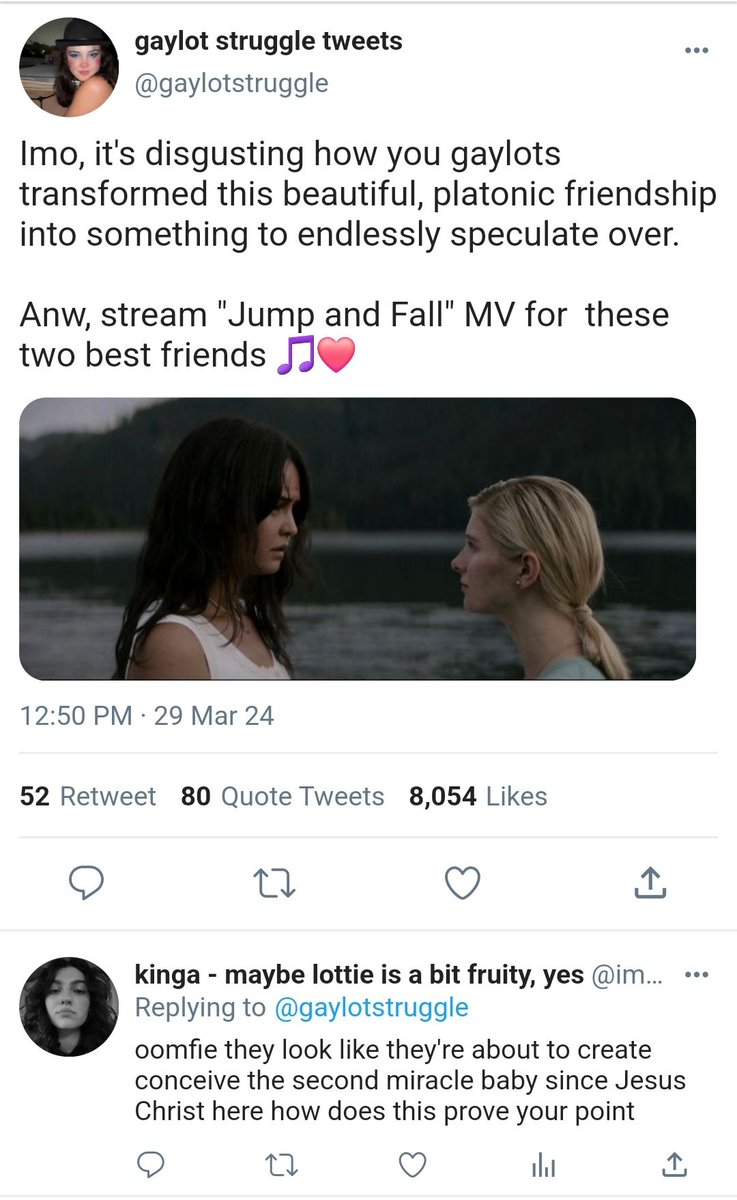 gaylot struggle tweets
@gaylotstruggle
Imo, it's disgusting how you gaylots
transformed this beautiful, platonic friendship
into something to endlessly speculate over.
Anw, stream "Jump and Fall" MV for  these
two best friends 🎵❤️
12:50 PM · 29 Mar 24
52 Retweet 80 Quote Tweets 8,054 Likes
kinga - maybe lottie is a bit fruity, yes @im...
Replying to @gaylotstruggle
oomfie they look like they're about to create
conceive the second miracle baby since Jesus
Christ here how does this prove your point